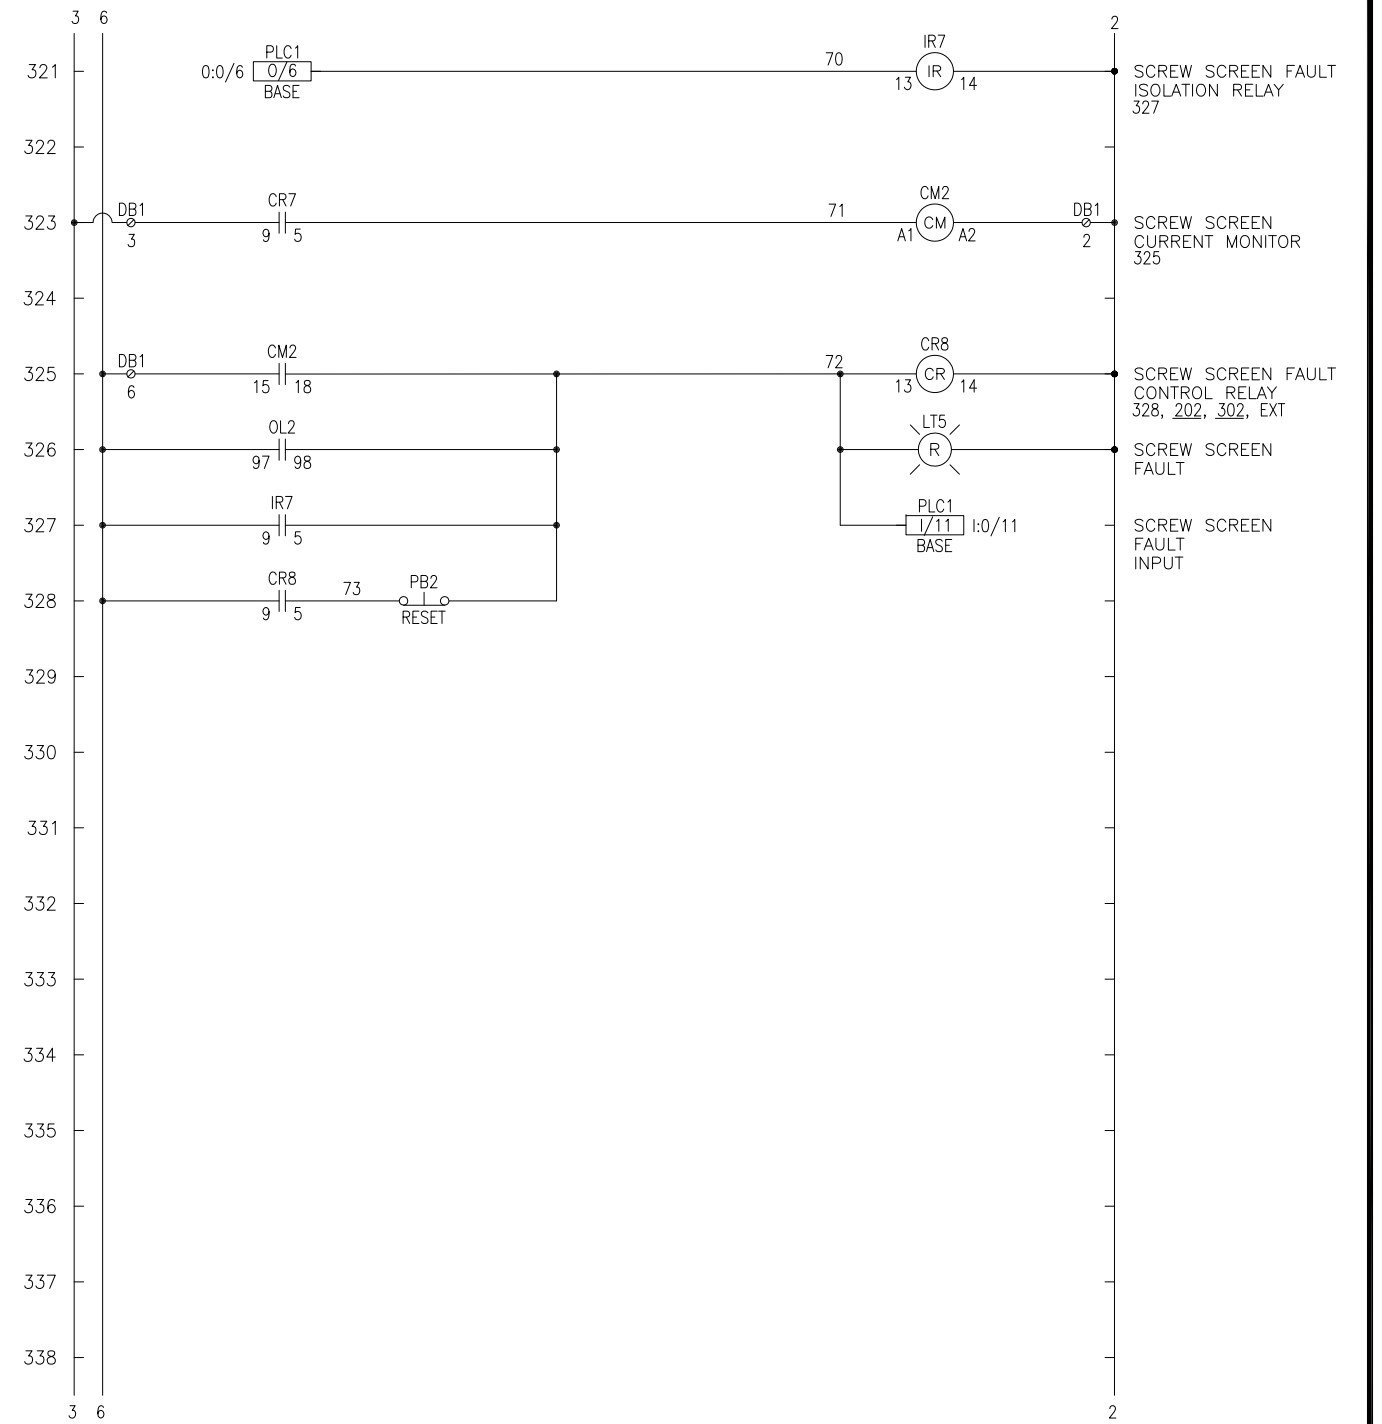 3 6 2
PLC1 IR7
321 0:0/6 O/6 70 IR SCREW SCREEN FAULT
BASE 13 14 ISOLATION RELAY
327
322
DB1 CR7 71 CM2 DB1
323 CM SCREW SCREEN
3 9 5 A1 A2 2 CURRENT MONITOR
325
324
DB1 CM2 72 CR8
325 CR SCREW SCREEN FAULT
6 15 18 13 14 CONTROL RELAY
328, 202, 302, EXT
OL2 LT5
326 R SCREW SCREEN
97 98 FAULT
IR7 PLC1
327 I/11 I:0/11 SCREW SCREEN
9 5 BASE FAULT
INPUT
CR8 73 PB2
328
9 5 RESET
329
330
331
332
333
334
335
336
337
338
3 6 2